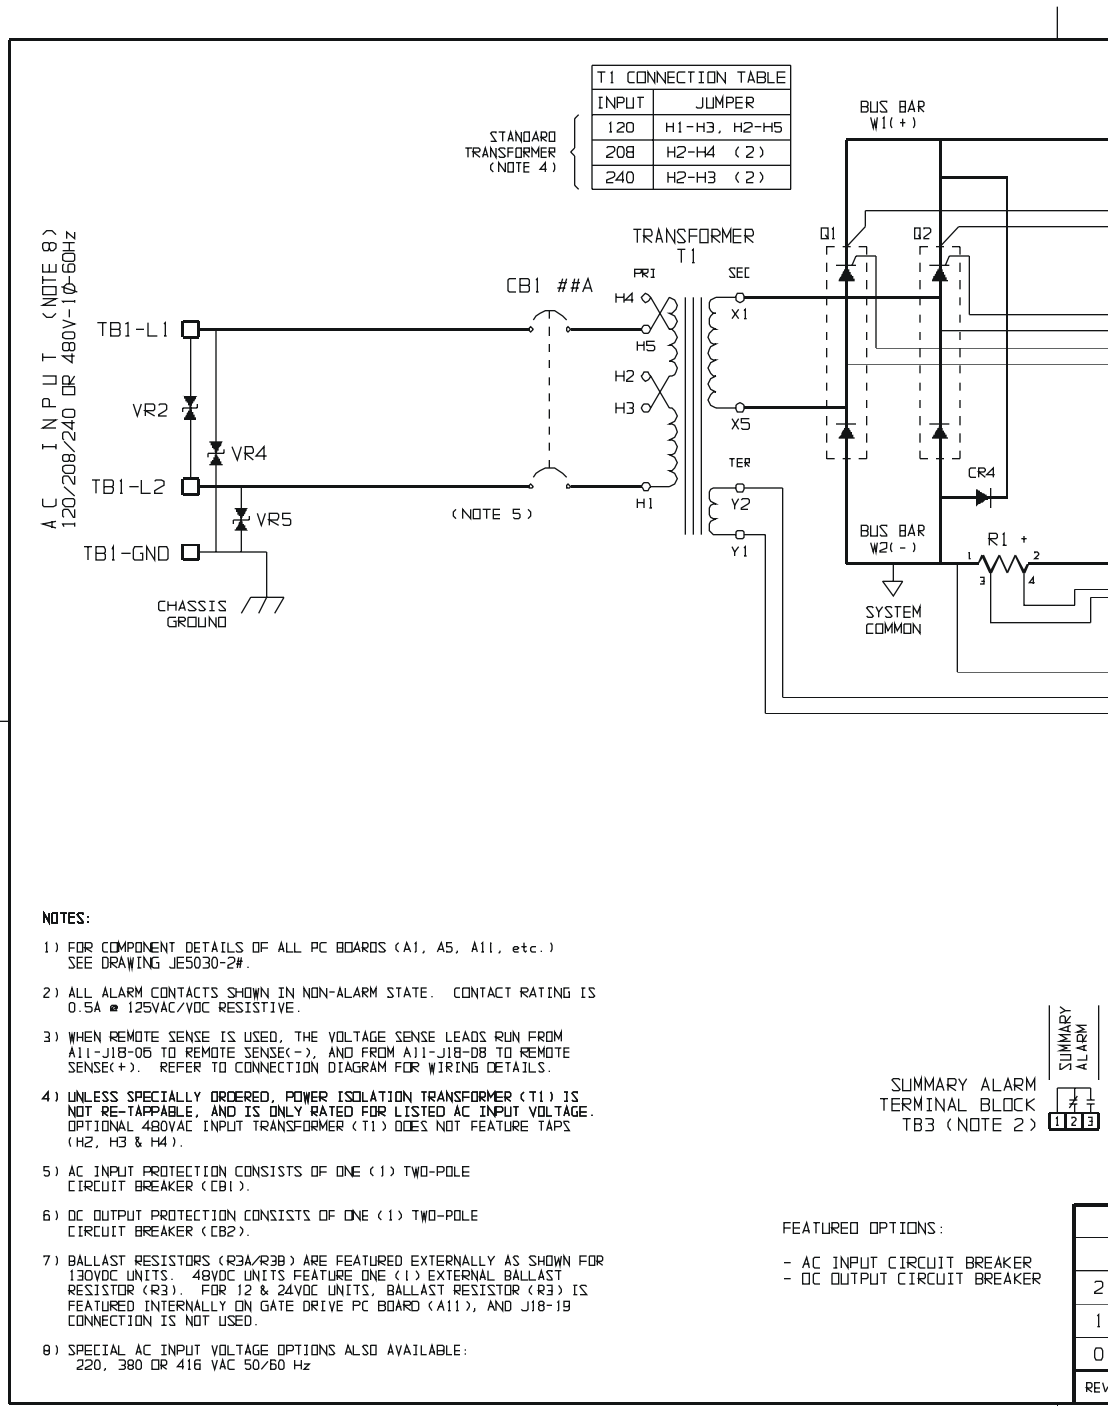 T1 CONNECTION TABLE
INPUT JUMPER
120 H1-H3, H2-H5
208 H2-H4 (2)
240 H2-H3 (2)
STANDARD
TRANSFORMER
(NOTE 4)
BUS BAR
W1(+)
AC INPUT (NOTE 8)
120/208/240 OR 480V-1Ø-60Hz
TRANSFORMER
T1
Q1 Q2
CB1 ##A
PRI SEC
H4 X1
TB1-L1
H5
H2
VR2
H3
X5
VR4
TER
CR4
TB1-L2
H1 Y2
(NOTE 5)
VR5
BUS BAR
W2(-)
R1 +
1 2
3 4
TB1-GND
Y1
CHASSIS
GROUND
SYSTEM
COMMON
NOTES:
1) FOR COMPONENT DETAILS OF ALL PC BOARDS (A1, A5, A11, etc.)
SEE DRAWING JE5030-2#.
2) ALL ALARM CONTACTS SHOWN IN NON-ALARM STATE. CONTACT RATING IS
0.5A @ 125VAC/VDC RESISTIVE.
3) WHEN REMOTE SENSE IS USED, THE VOLTAGE SENSE LEADS RUN FROM
A11-J18-06 TO REMOTE SENSE(-), AND FROM A11-J18-08 TO REMOTE
SENSE(+). REFER TO CONNECTION DIAGRAM FOR WIRING DETAILS.
4) UNLESS SPECIALLY ORDERED, POWER ISOLATION TRANSFORMER (T1) IS
NOT RE-TAPPABLE, AND IS ONLY RATED FOR LISTED AC INPUT VOLTAGE.
OPTIONAL 480VAC INPUT TRANSFORMER (T1) DOES NOT FEATURE TAPS
(H2, H3 & H4).
5) AC INPUT PROTECTION CONSISTS OF ONE (1) TWO-POLE
CIRCUIT BREAKER (CB1).
6) DC OUTPUT PROTECTION CONSISTS OF ONE (1) TWO-POLE
CIRCUIT BREAKER (CB2).
7) BALLAST RESISTORS (R3A/R3B) ARE FEATURED EXTERNALLY AS SHOWN FOR
130VDC UNITS. 48VDC UNITS FEATURE ONE (1) EXTERNAL BALLAST
RESISTOR (R3). FOR 12 & 24VDC UNITS, BALLAST RESISTOR (R3) IS
FEATURED INTERNALLY ON GATE DRIVE PC BOARD (A11), AND J18-19
CONNECTION IS NOT USED.
8) SPECIAL AC INPUT VOLTAGE OPTIONS ALSO AVAILABLE:
220, 380 OR 416 VAC 50/60 Hz
SUMMARY
ALARM
SUMMARY ALARM
TERMINAL BLOCK
TB3 (NOTE 2)
1 2 3
FEATURED OPTIONS:
- AC INPUT CIRCUIT BREAKER
- DC OUTPUT CIRCUIT BREAKER
2
1
0
REV